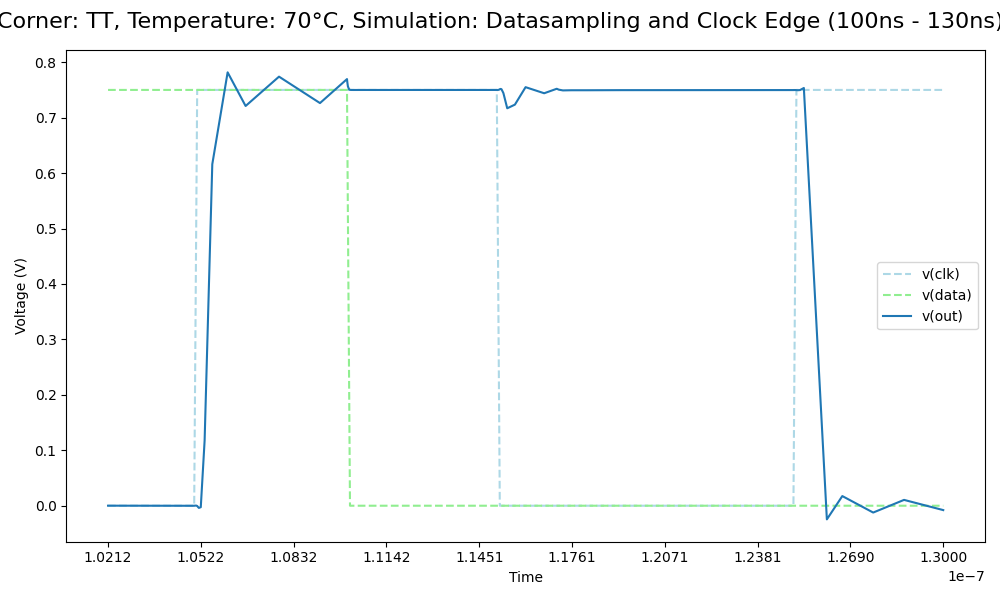 Corner: TT, Temperature: 70°C, Simulation: Datasampling and Clock Edge (100ns - 130ns)
0.8
0.7
0.6
0.5
0.4
0.3
0.2
0.1
0.0
Voltage (V)
v(clk)
v(data)
v(out)
1.0212 1.0522 1.0832 1.1142 1.1451 1.1761 1.2071 1.2381 1.2690 1.3000
1e−7
Time